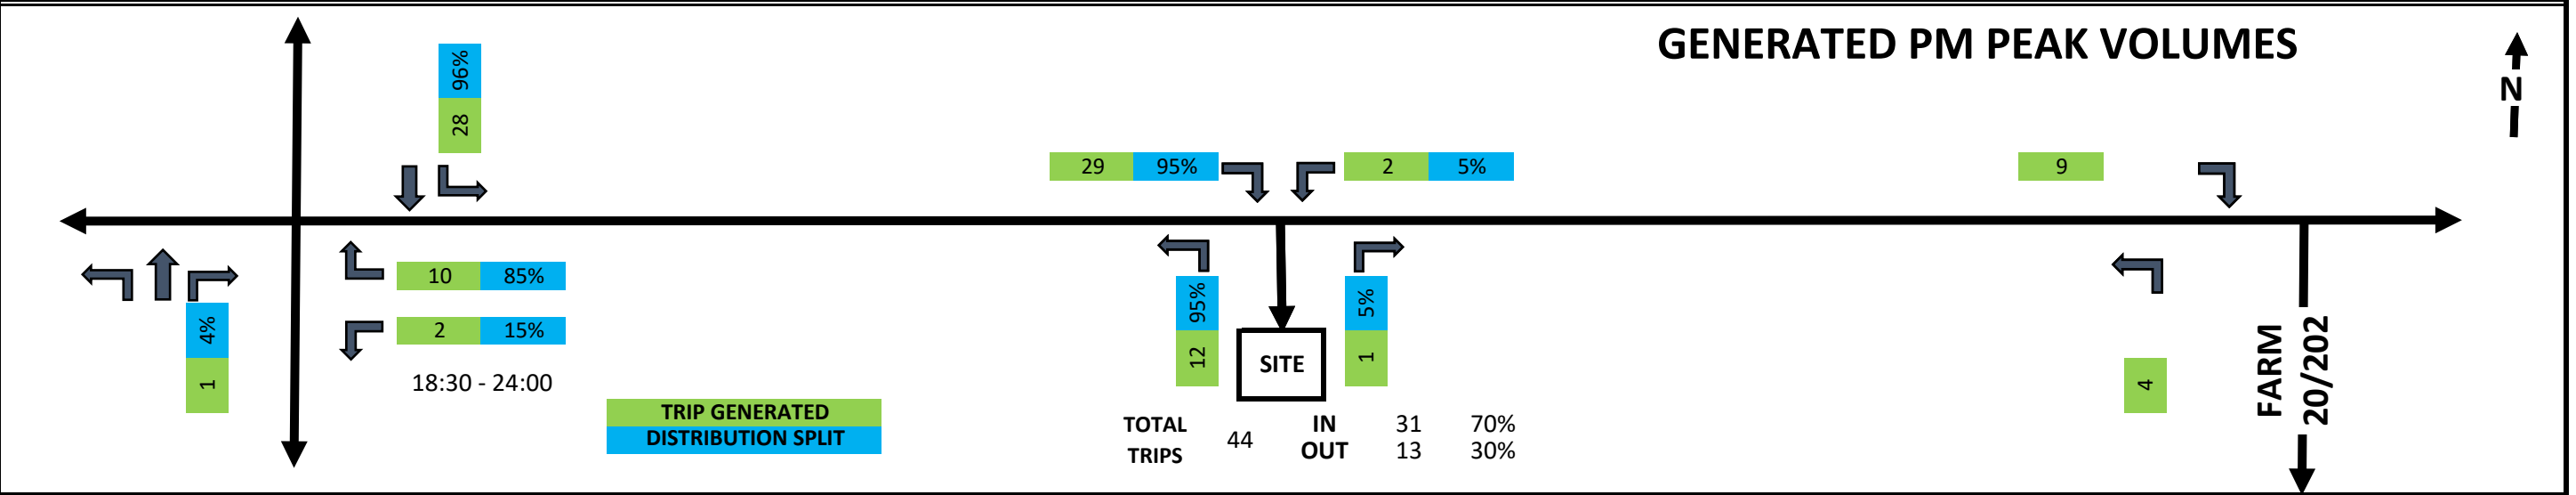 GENERATED PM PEAK VOLUMES
N
96%
28
29 95%
2 5%
9
10 85%
2 15%
4%
1
18:30 - 24:00
95%
12
5%
1
SITE
4
FARM
20/202
TRIP GENERATED
DISTRIBUTION SPLIT
TOTAL TRIPS 44
IN 31 70%
OUT 13 30%